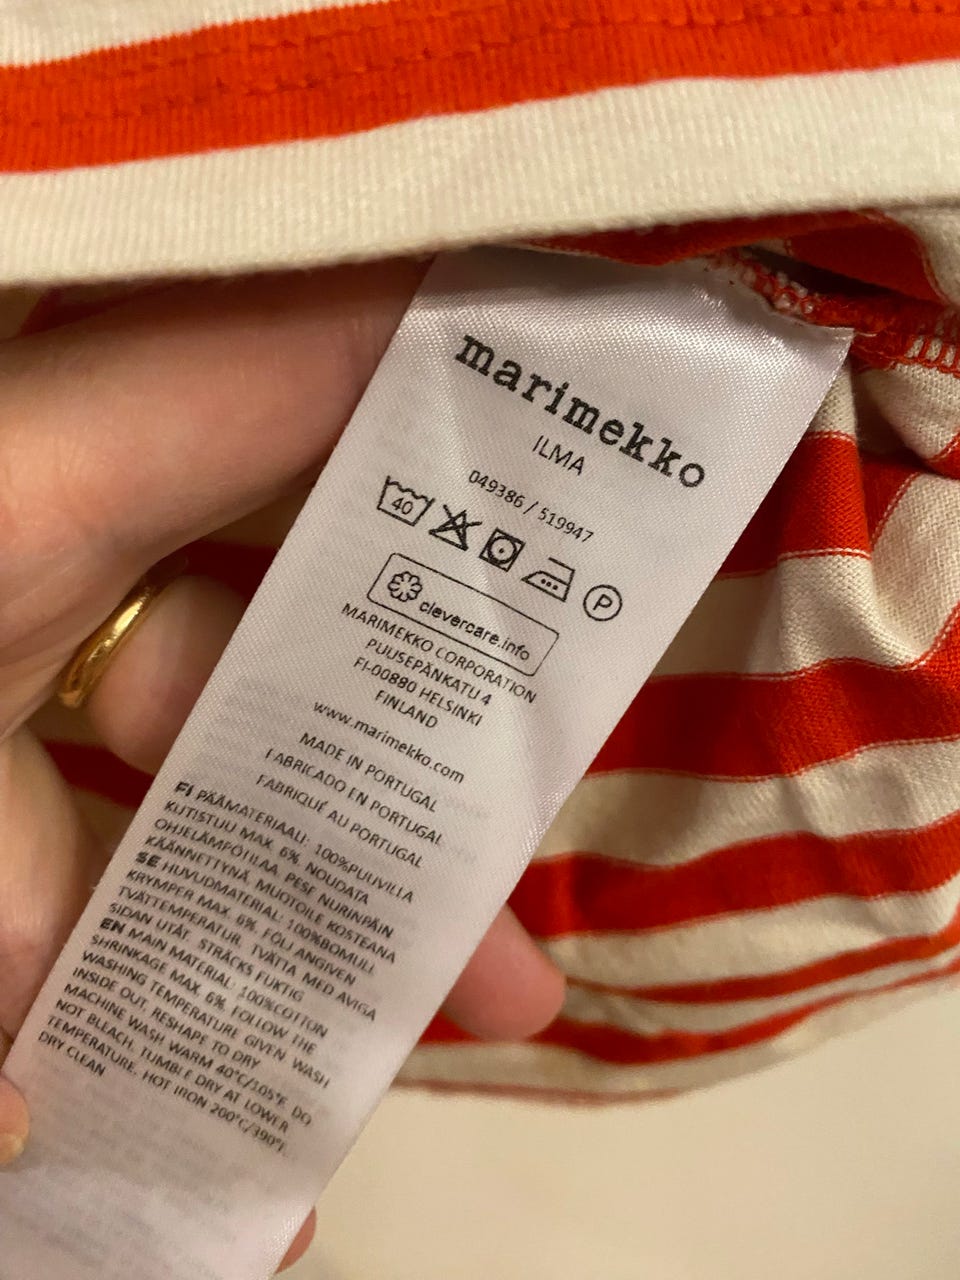 marimekko
ILMA
049386 / 519947
40
P
clevercare.info
MARIMEKKO CORPORATION
PUUSEPÄNKATU 4
FI-00880 HELSINKI
FINLAND
www.marimekko.com
MADE IN PORTUGAL
FABRICADO EN PORTUGAL
FABRIQUÉ AU PORTUGAL
FI PÄÄMATERIAALI: 100%PUUVILLA
KUTISTUU MAX. 6%. NOUDATA
OHJELÄMPÖTILAA. PESE NURINPÄIN
KÄÄNNETTYNÄ. MUOTOILE KOSTEANA
SE HUVUDMATERIAL: 100%BOMULL
KRYMPER MAX. 6%. FÖLJ ANGIVEN
TVÄTTEMPERATUR. TVÄTTA MED AVIGA
SIDAN UTÅT. STRÄCKS FUKTIG
EN MAIN MATERIAL: 100%COTTON
SHRINKAGE MAX. 6%. FOLLOW THE
WASHING TEMPERATURE GIVEN. WASH
INSIDE OUT. RESHAPE TO DRY
MACHINE WASH WARM 40°C/105°F. DO
NOT BLEACH. TUMBLE DRY AT LOWER
TEMPERATURE. HOT IRON 200°C/390°F.
DRY CLEAN